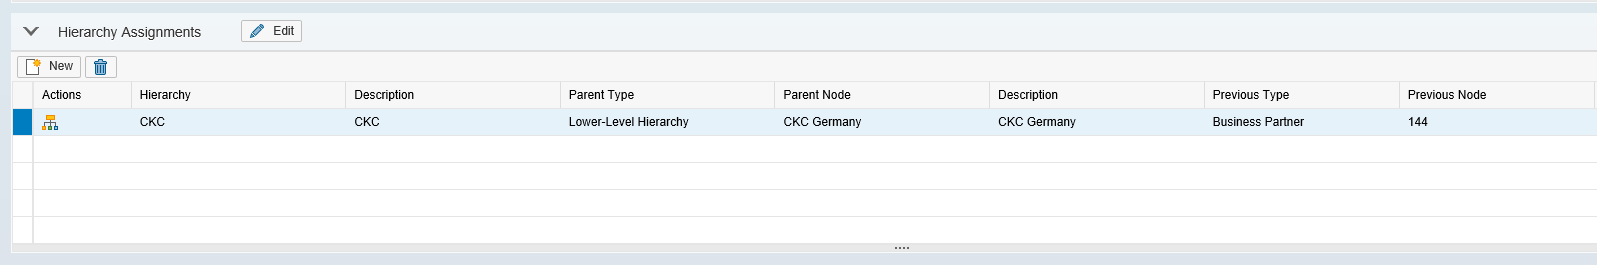 Hierarchy Assignments Edit
New
Actions Hierarchy Description Parent Type Parent Node Description Previous Type Previous Node
CKC CKC Lower-Level Hierarchy CKC Germany CKC Germany Business Partner 144